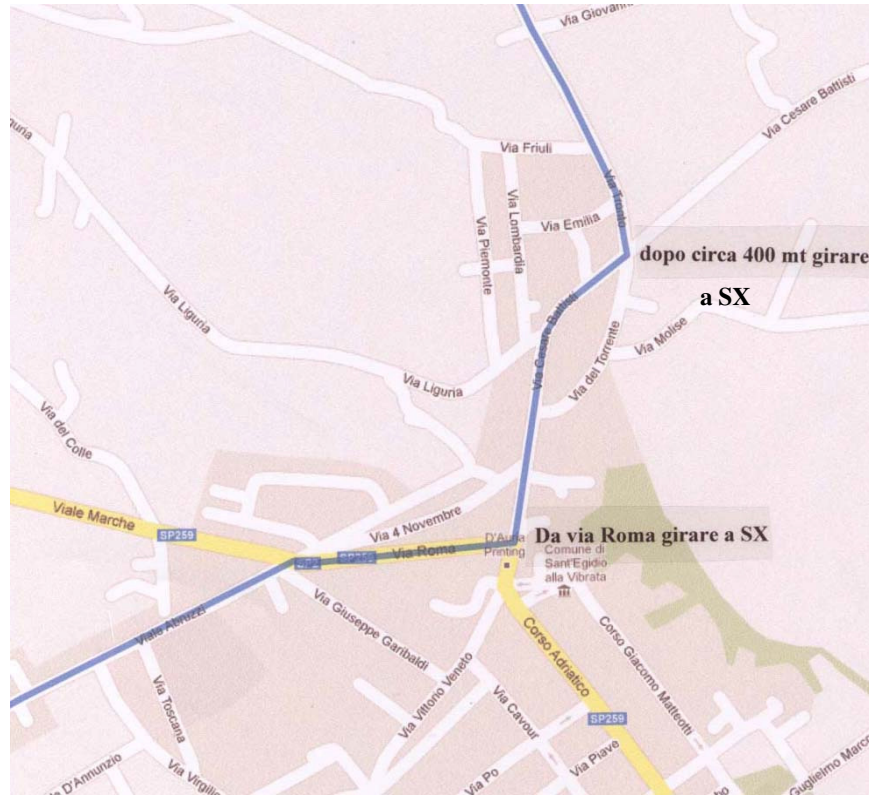 Via Giovanni
Via Cesare Battisti
guria
Via Friuli
Via Tronto
Via Lombardia
Via Emilia
Via Piemonte
dopo circa 400 mt girare
a SX
Via Liguria
Via Cesare Battisti
Via Molise
Via del Torrente
Via Liguria
Via del Colle
Viale Marche
SP259
Via 4 Novembre
SP259
Via Roma
D'Auria
Printing
Da via Roma girare a SX
Comune di
Sant'Egidio
alla Vibrata
Viale Abruzzi
Via Giuseppe Garibaldi
Corso Adriatico
Corso Giacomo Matteotti
Via Vittorio Veneto
Via Toscana
Via Cavour
SP259
Via Piave
Via Po
Via Virgilio
le D'Annunzio
Guglielmo Marco